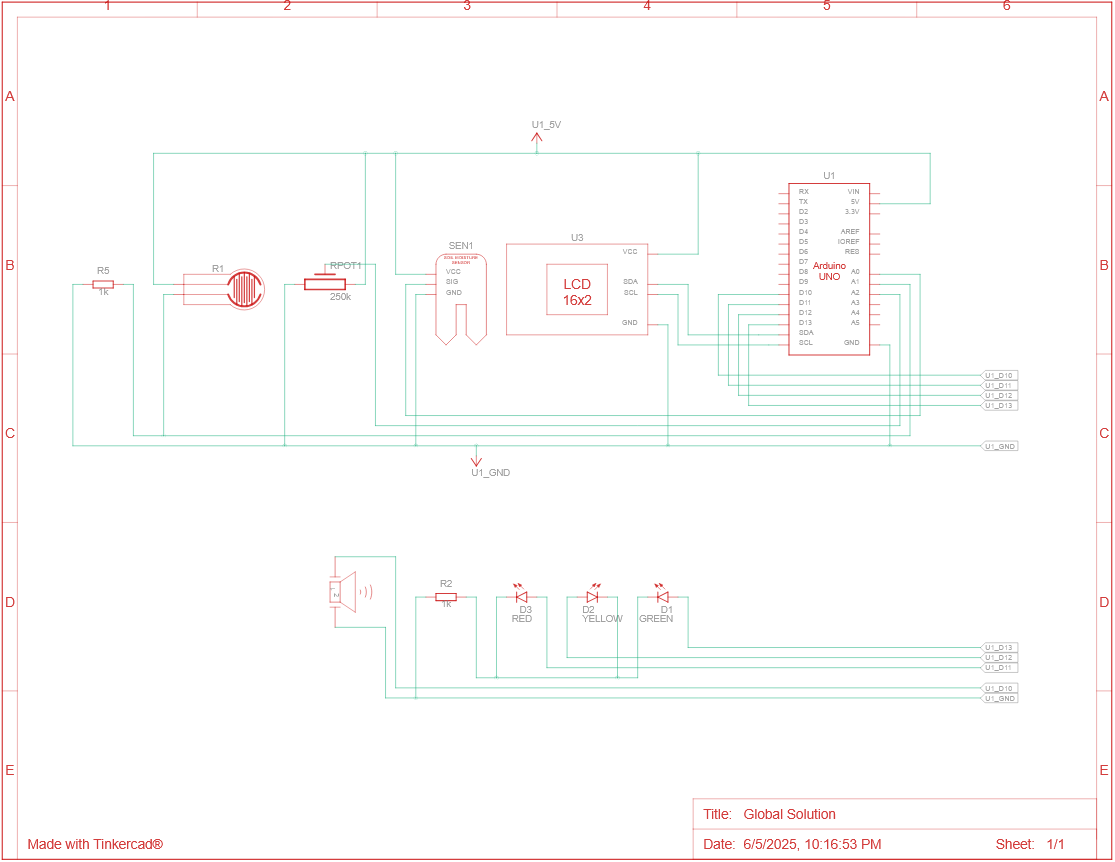 1 2 3 4 5 6
A A
U1_5V
U1
RX VIN
TX 5V
D2 3.3V
D3
D4 AREF
D5 IOREF
D6 RES
D7
D8 A0
D9 A1
D10 A2
D11 A3
D12 A4
D13 A5
SDA
SCL GND
Arduino
UNO
B B
R5
1k
R1
RPOT1
250k
SEN1
SOIL MOISTURE
SENSOR
VCC
SIG
GND
U3
VCC
LCD
16x2
SDA
SCL
GND
U1_D10
U1_D11
U1_D12
U1_D13
C C
U1_GND
U1_GND
D D
1
2
R2
1k
D3
RED
D2
YELLOW
D1
GREEN
U1_D13
U1_D12
U1_D11
U1_D10
U1_GND
E E
Title: Global Solution
Made with Tinkercad®
Date: 6/5/2025, 10:16:53 PM Sheet: 1/1